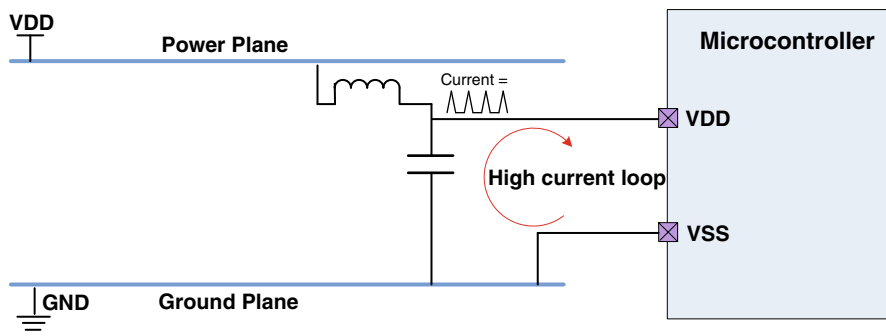 VDD
Power Plane
Microcontroller
Current =
VDD
High current loop
VSS
GND
Ground Plane